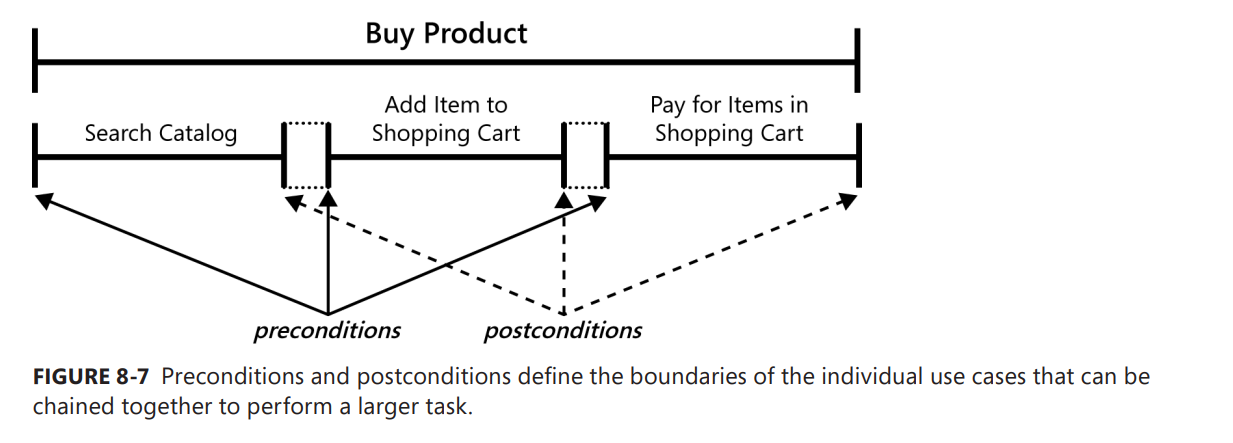 Buy Product
Search Catalog
Add Item to
Shopping Cart
Pay for Items in
Shopping Cart
preconditions
postconditions
FIGURE 8-7 Preconditions and postconditions define the boundaries of the individual use cases that can be
chained together to perform a larger task.